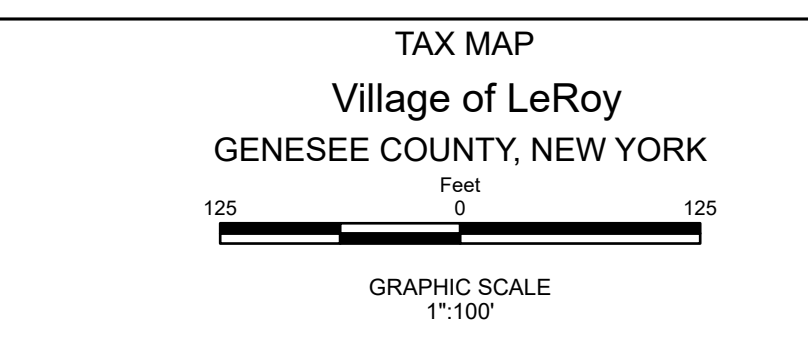 TAX MAP
Village of LeRoy
GENESEE COUNTY, NEW YORK
Feet
125 0 125
GRAPHIC SCALE
1":100'